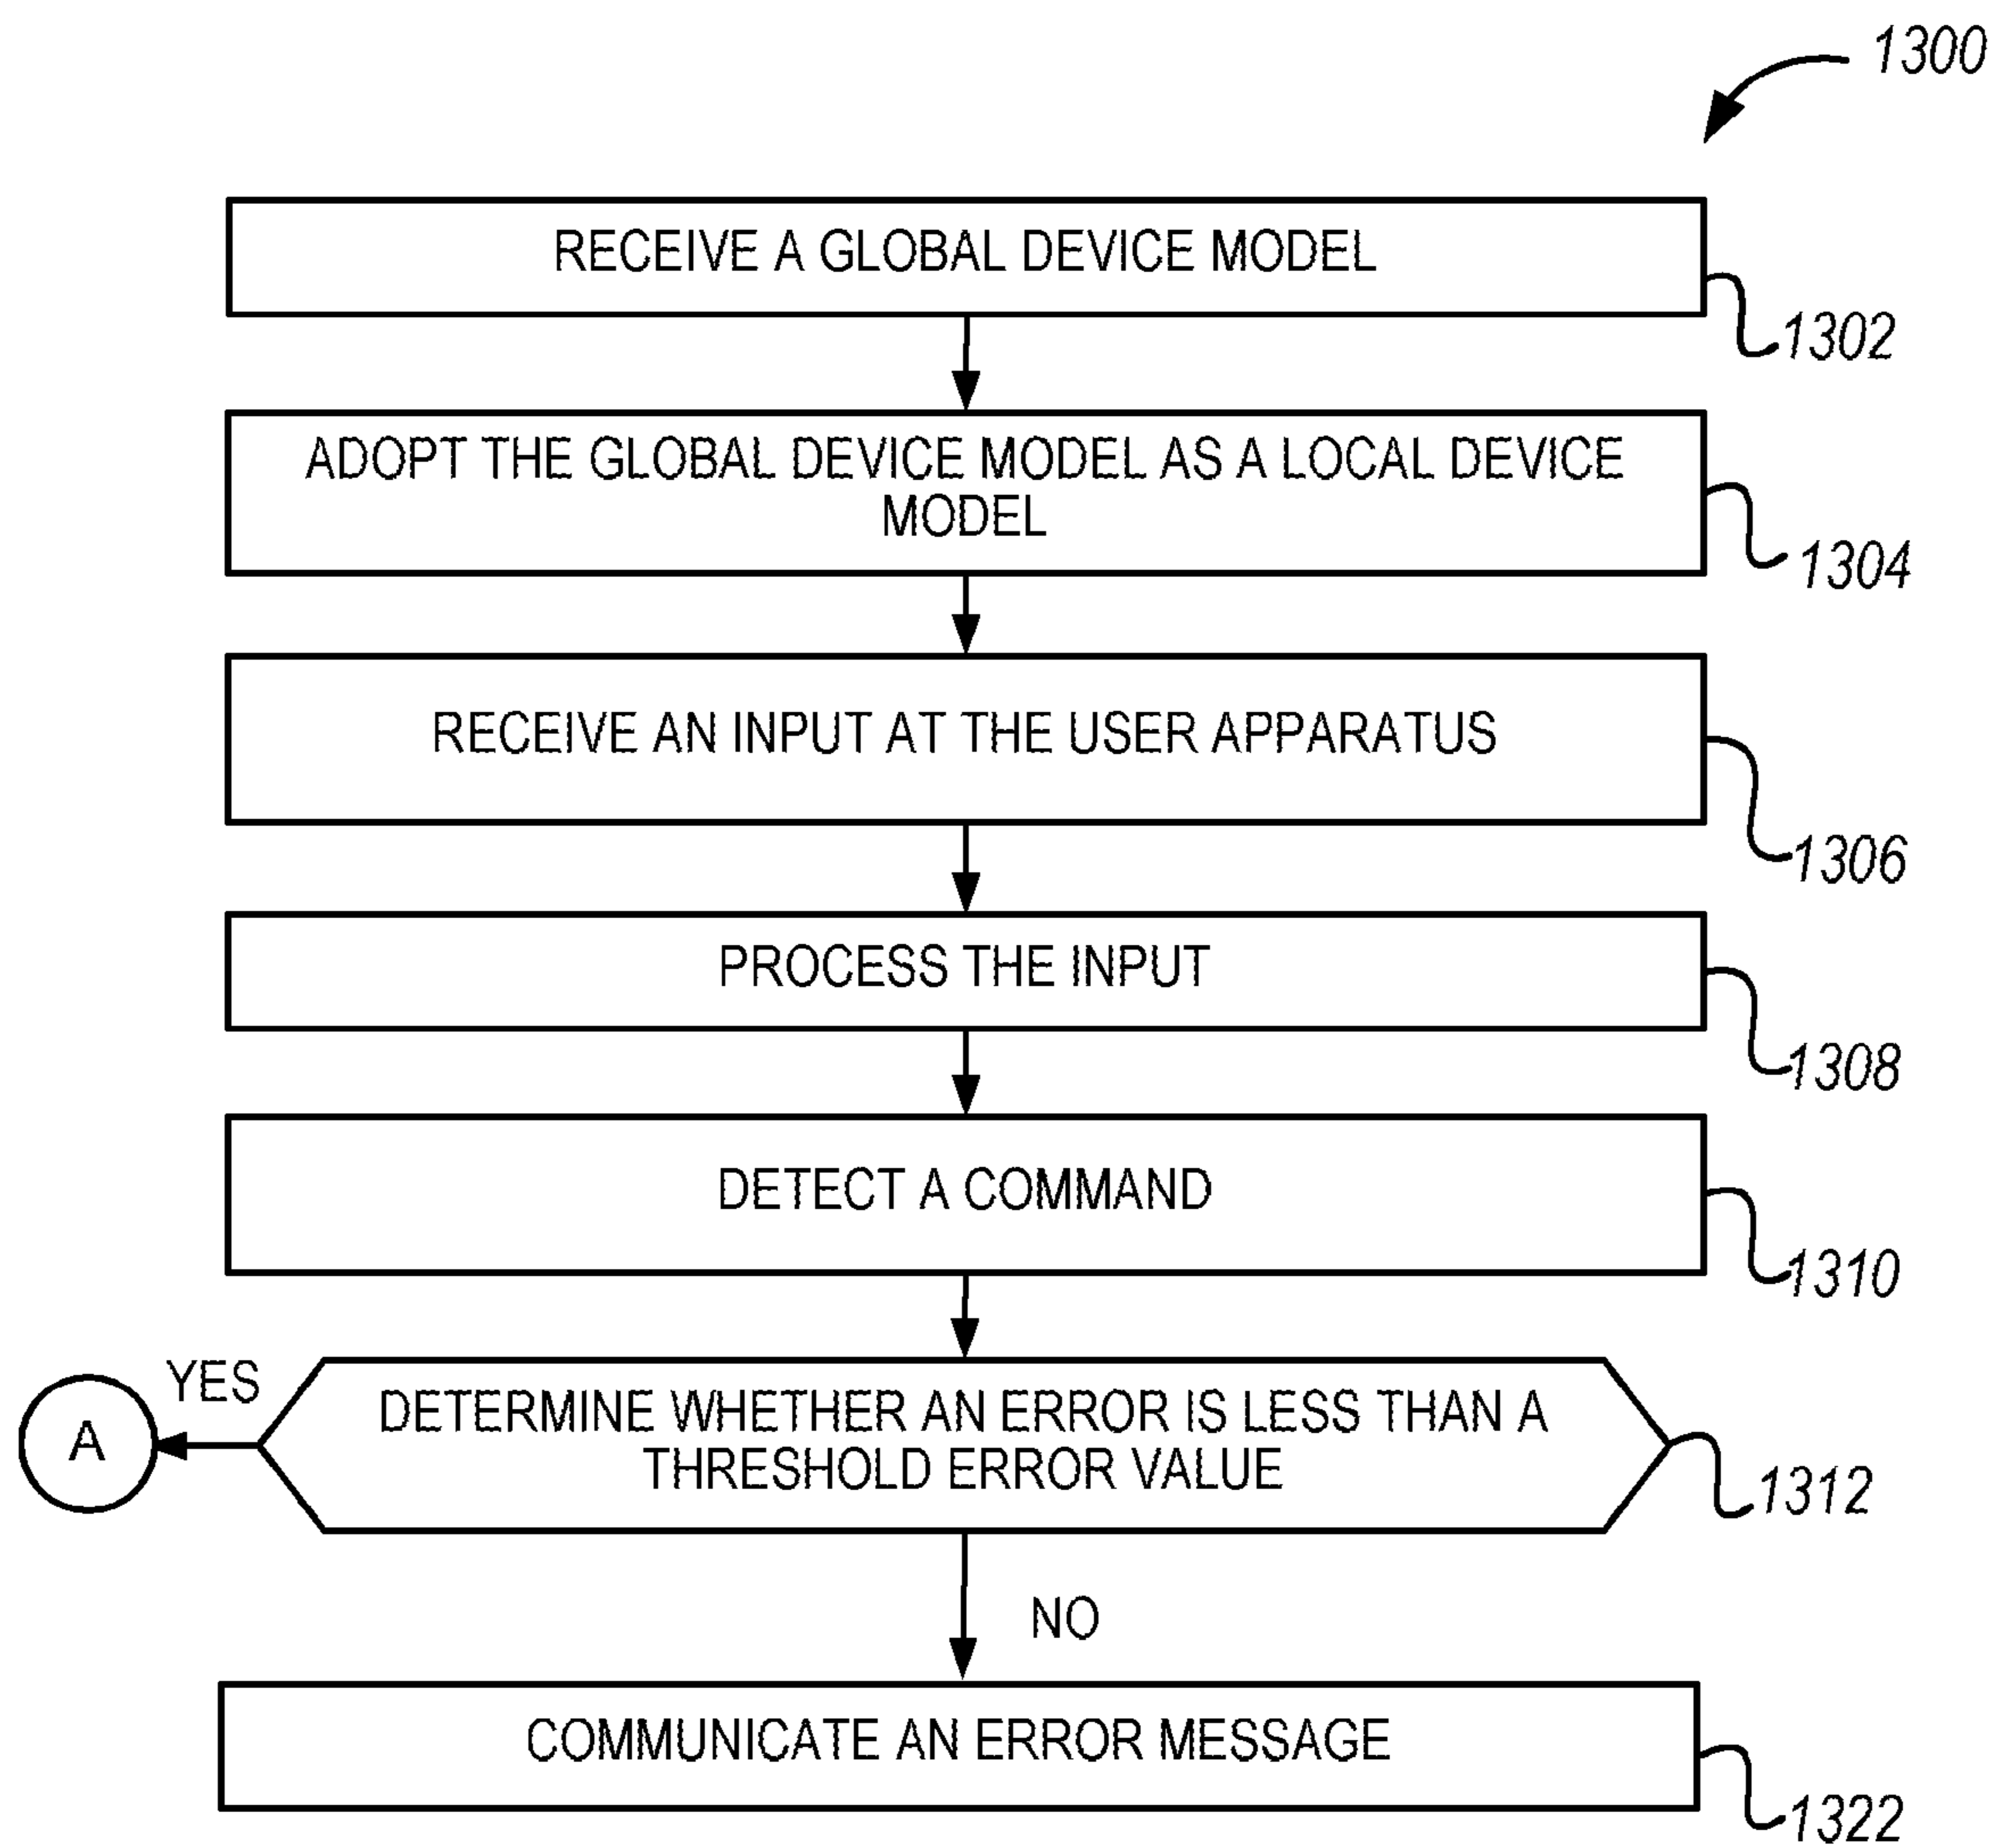 1300
RECEIVE A GLOBAL DEVICE MODEL
1302
ADOPT THE GLOBAL DEVICE MODEL AS A LOCAL DEVICE
MODEL
1304
RECEIVE AN INPUT AT THE USER APPARATUS
1306
PROCESS THE INPUT
1308
DETECT A COMMAND
1310
YES
A
DETERMINE WHETHER AN ERROR IS LESS THAN A
THRESHOLD ERROR VALUE
1312
NO
COMMUNICATE AN ERROR MESSAGE
1322